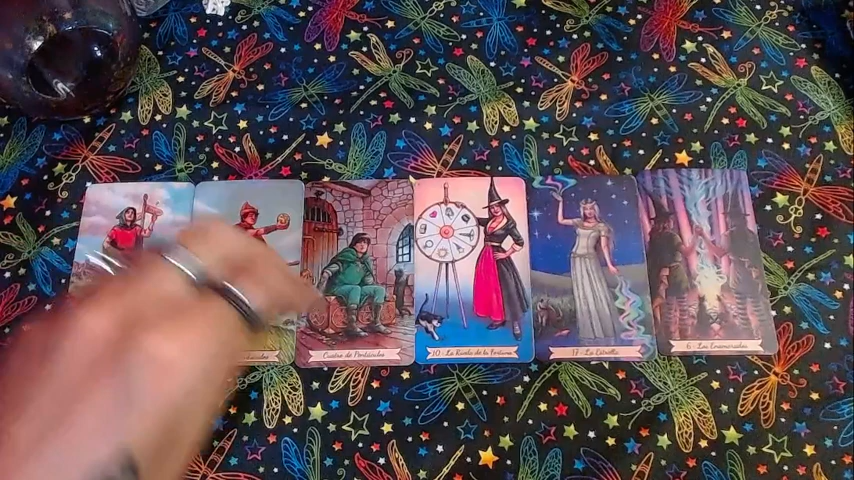 Cuatro de Pentáculos
10 - La Rueda de la Fortuna
17 - La Estrella
6 - Los Enamorados